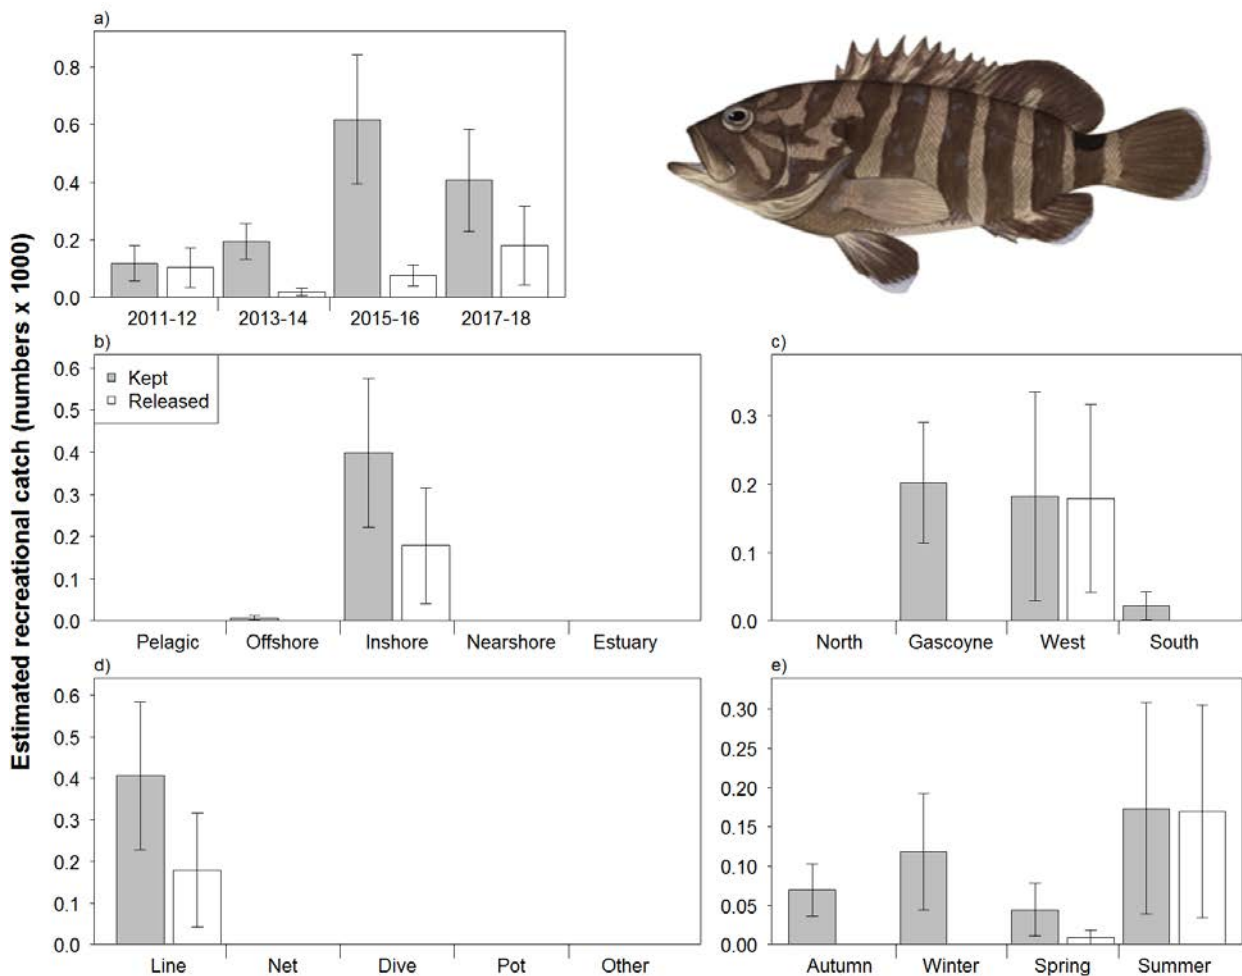 Estimated recreational catch (numbers x 1000)
a)
0.8
0.6
0.4
0.2
0.0
2011-12 2013-14 2015-16 2017-18
b)
Kept
Released
0.6
0.5
0.4
0.3
0.2
0.1
0.0
Pelagic Offshore Inshore Nearshore Estuary
c)
0.3
0.2
0.1
0.0
North Gascoyne West South
d)
0.6
0.5
0.4
0.3
0.2
0.1
0.0
Line Net Dive Pot Other
e)
0.30
0.25
0.20
0.15
0.10
0.05
0.00
Autumn Winter Spring Summer